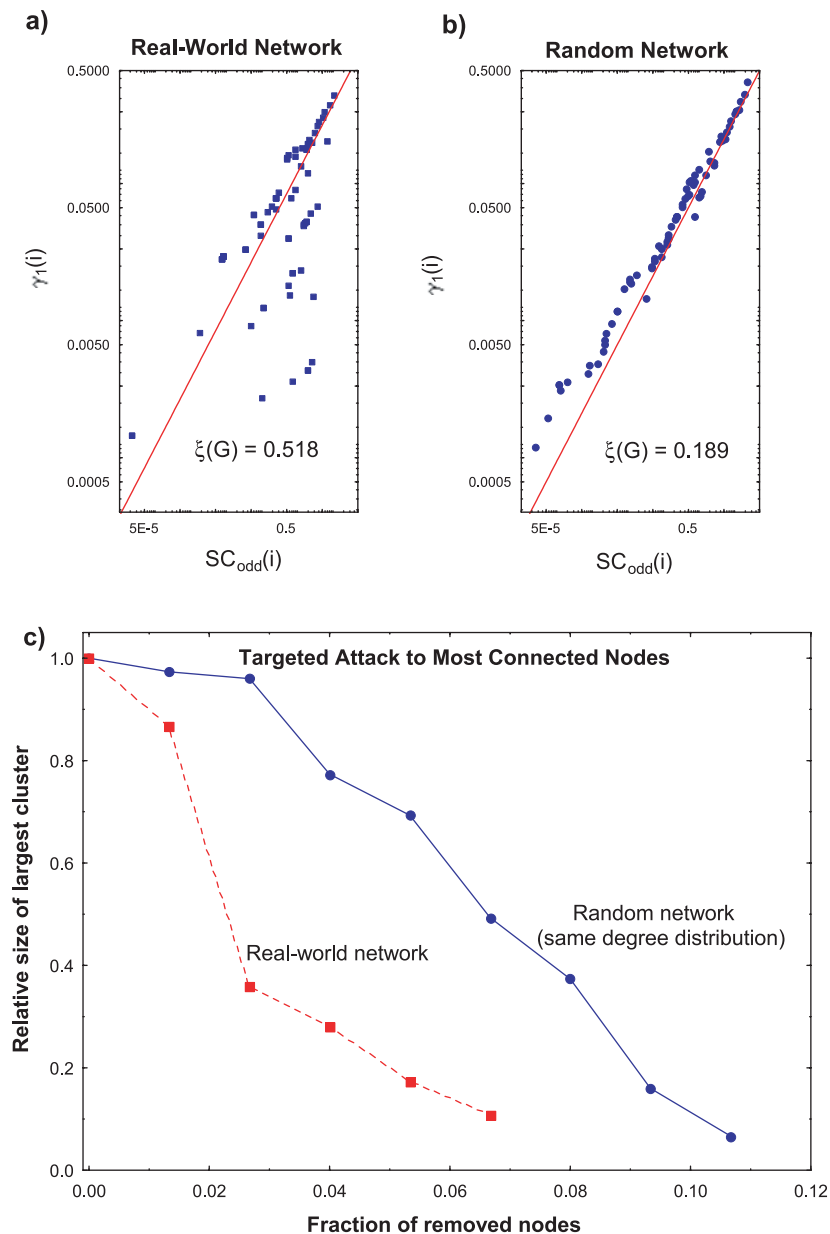 a)
Real-World Network
0.5000
0.0500
0.0050
0.0005
γ1(i)
ξ(G) = 0.518
5E-5
0.5
SCodd(i)
b)
Random Network
0.5000
0.0500
0.0050
0.0005
γ1(i)
ξ(G) = 0.189
5E-5
0.5
SCodd(i)
c)
Targeted Attack to Most Connected Nodes
1.0
0.8
0.6
0.4
0.2
0.0
Relative size of largest cluster
Random network
(same degree distribution)
Real-world network
0.00
0.02
0.04
0.06
0.08
0.10
0.12
Fraction of removed nodes